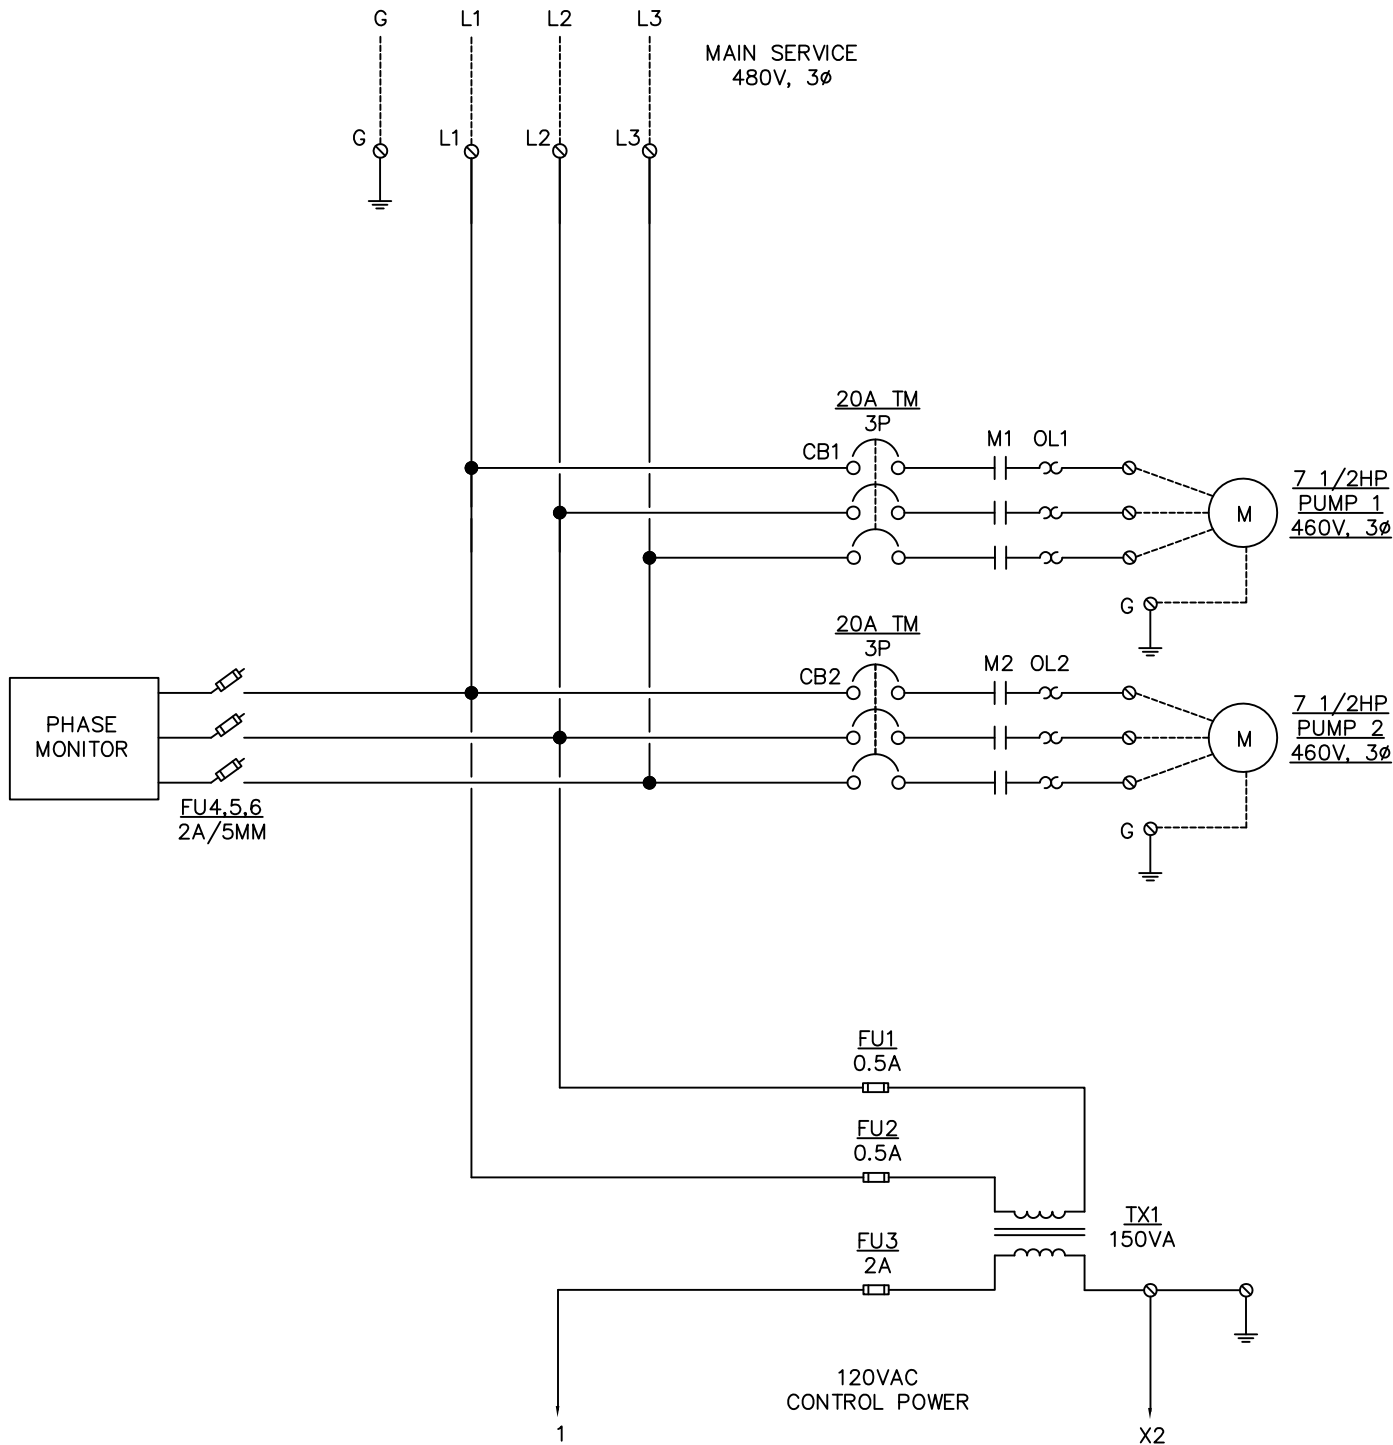 G L1 L2 L3
MAIN SERVICE
480V, 3ø
G L1 L2 L3
20A TM
3P
CB1 M1 OL1
7 1/2HP
PUMP 1
460V, 3ø
M
G
20A TM
3P
CB2 M2 OL2
7 1/2HP
PUMP 2
460V, 3ø
M
G
PHASE
MONITOR
FU4,5,6
2A/5MM
FU1
0.5A
FU2
0.5A
TX1
150VA
FU3
2A
120VAC
CONTROL POWER
1
X2